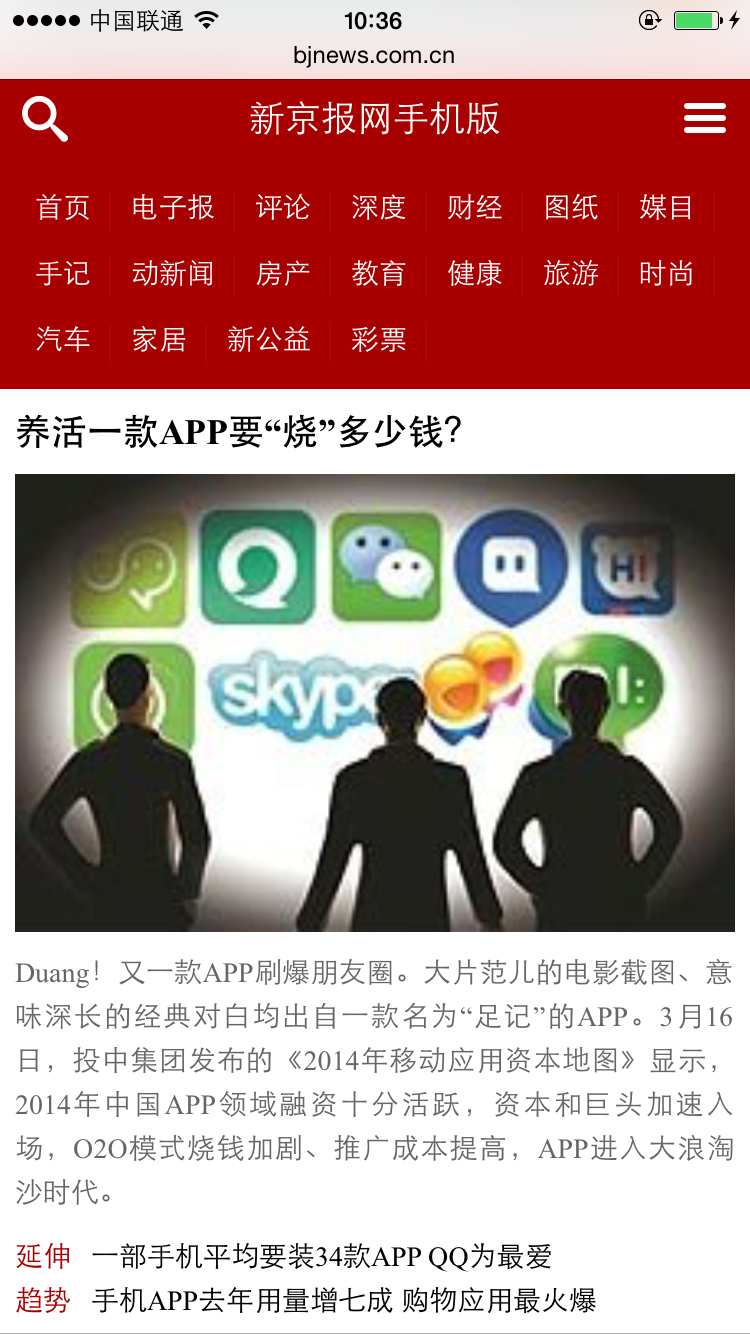 中国联通 10:36
bjnews.com.cn
新京报网手机版
首页 电子报 评论 深度 财经 图纸 媒目
手记 动新闻 房产 教育 健康 旅游 时尚
汽车 家居 新公益 彩票
养活一款APP要“烧”多少钱?
H!
skype
Duang！又一款APP刷爆朋友圈。大片范儿的电影截图、意
味深长的经典对白均出自一款名为“足记”的APP。3月16
日，投中集团发布的《2014年移动应用资本地图》显示，
2014年中国APP领域融资十分活跃，资本和巨头加速入
场，O2O模式烧钱加剧、推广成本提高，APP进入大浪淘
沙时代。
延伸 一部手机平均要装34款APP QQ为最爱
趋势 手机APP去年用量增七成 购物应用最火爆